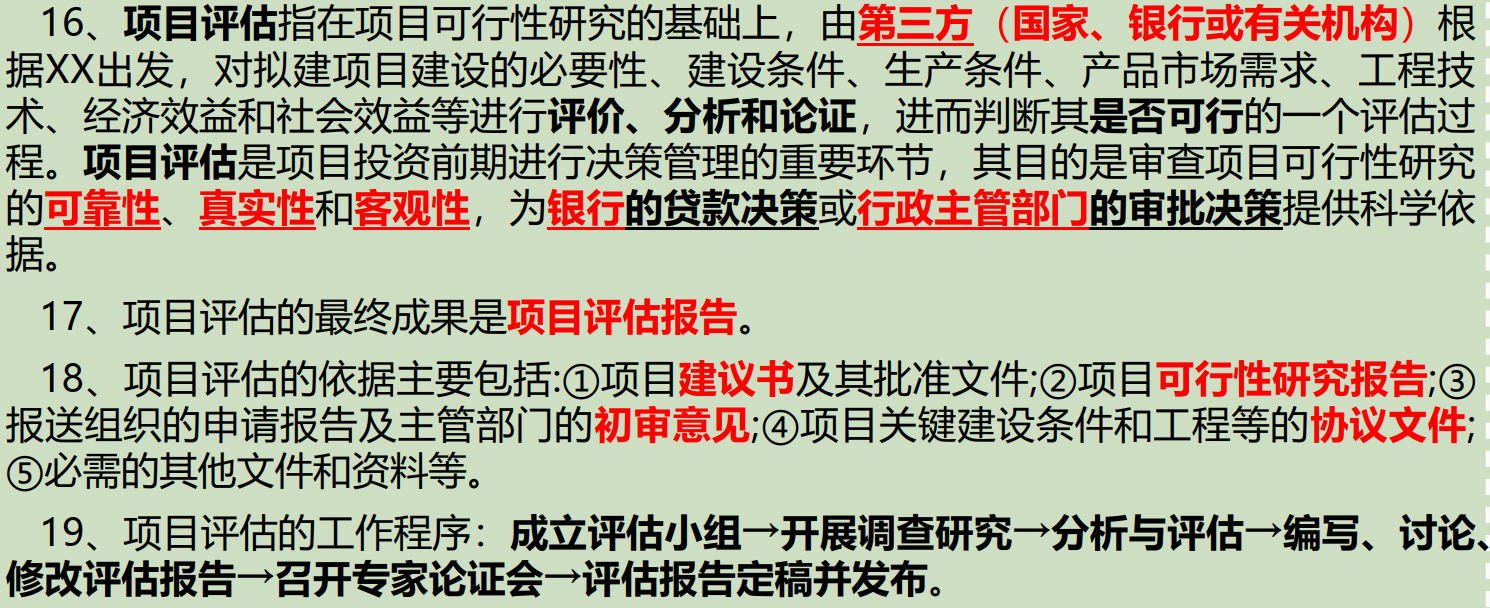 16、项目评估指在项目可行性研究的基础上，由第三方（国家、银行或有关机构）根
据XX出发，对拟建项目建设的必要性、建设条件、生产条件、产品市场需求、工程技
术、经济效益和社会效益等进行评价、分析和论证，进而判断其是否可行的一个评估过
程。项目评估是项目投资前期进行决策管理的重要环节，其目的是审查项目可行性研究
的可靠性、真实性和客观性，为银行的贷款决策或行政主管部门的审批决策提供科学依
据。
17、项目评估的最终成果是项目评估报告。
18、项目评估的依据主要包括:①项目建议书及其批准文件;②项目可行性研究报告;③
报送组织的申请报告及主管部门的初审意见;④项目关键建设条件和工程等的协议文件;
⑤必需的其他文件和资料等。
19、项目评估的工作程序：成立评估小组→开展调查研究→分析与评估→编写、讨论、
修改评估报告→召开专家论证会→评估报告定稿并发布。